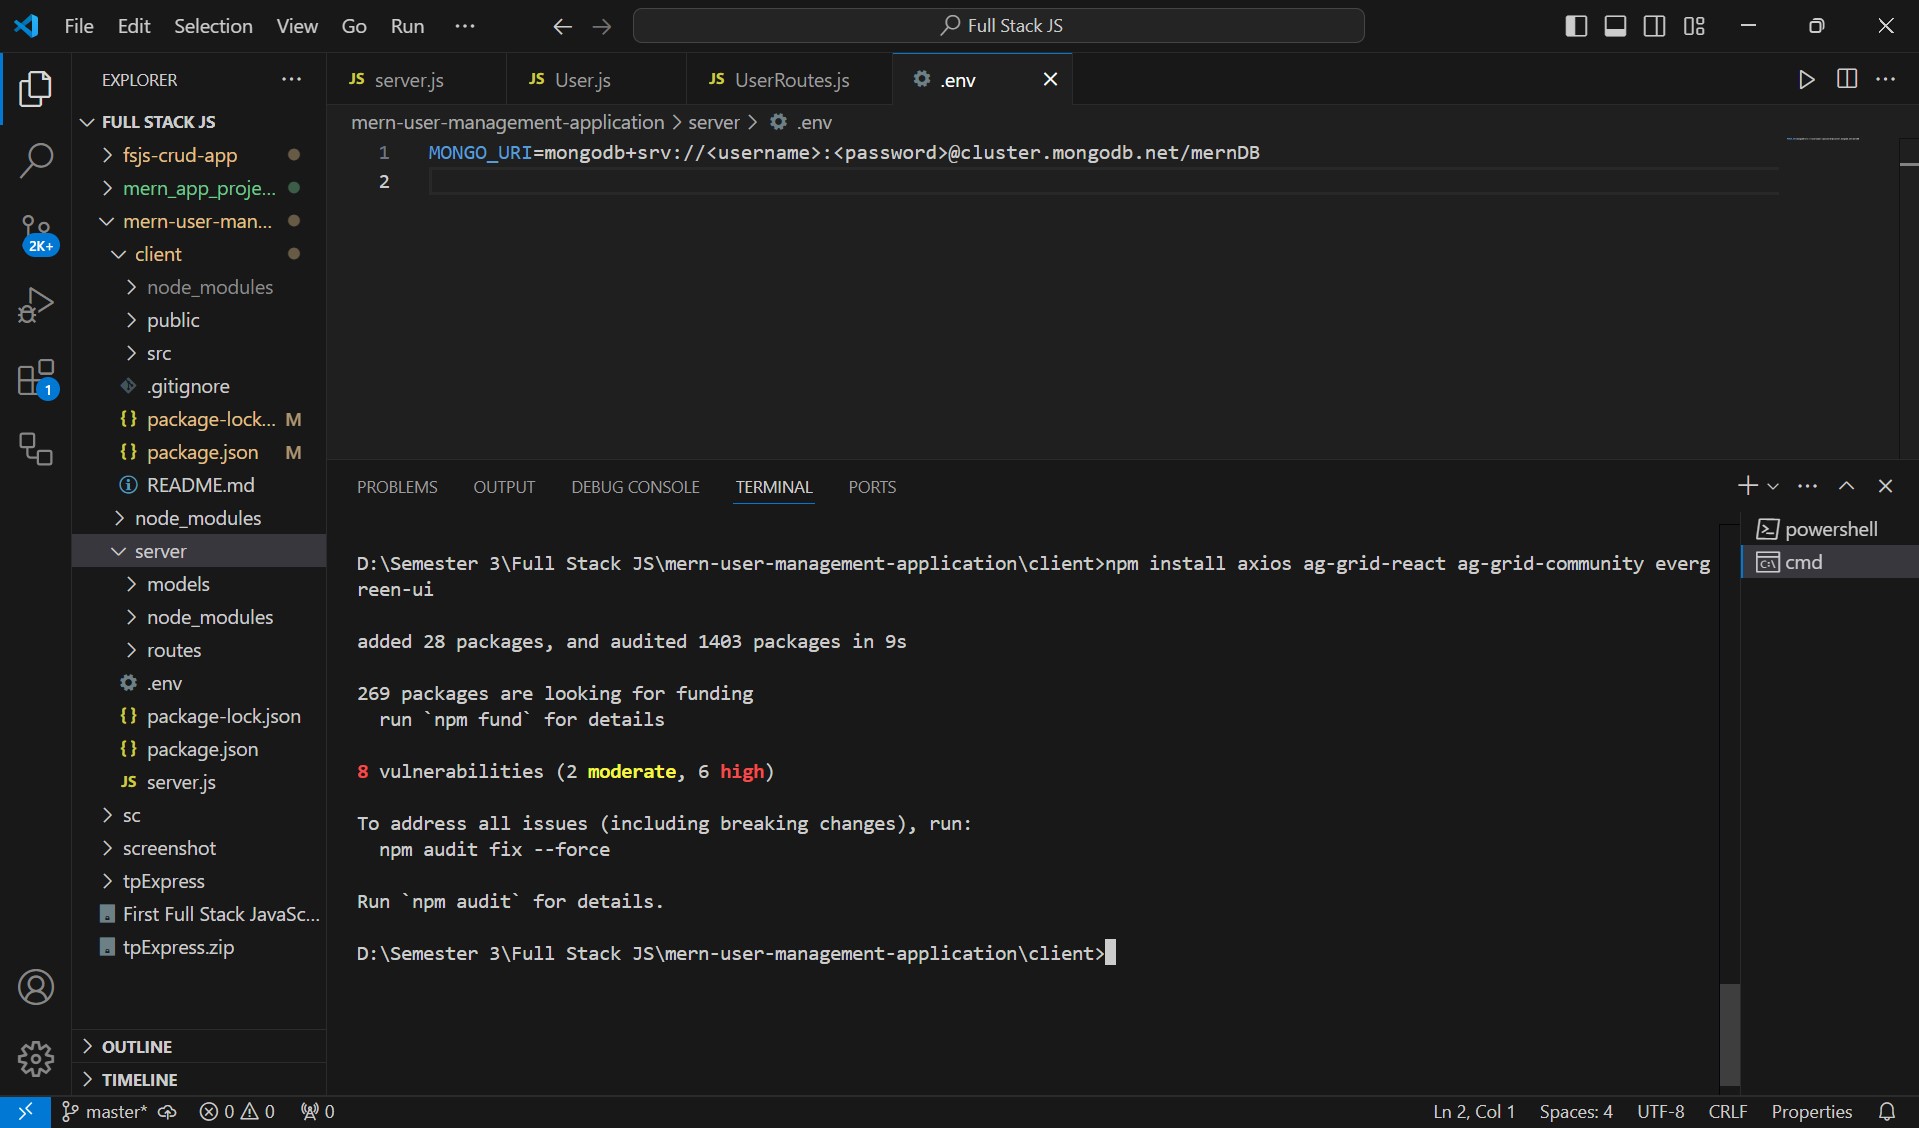 File Edit Selection View Go Run ···
Full Stack JS
EXPLORER
FULL STACK JS
fsjs-crud-app
mern_app_proje...
mern-user-man...
client
node_modules
public
src
.gitignore
package-lock... M
package.json M
README.md
node_modules
server
models
node_modules
routes
.env
package-lock.json
package.json
JS server.js
sc
screenshot
tpExpress
First Full Stack JavaSc...
tpExpress.zip
OUTLINE
TIMELINE
2K+
1
JS server.js
JS User.js
JS UserRoutes.js
.env
mern-user-management-application > server > .env
1 MONGO_URI=mongodb+srv://<username>:<password>@cluster.mongodb.net/mernDB
2
PROBLEMS OUTPUT DEBUG CONSOLE TERMINAL PORTS
powershell
cmd
D:\Semester 3\Full Stack JS\mern-user-management-application\client>npm install axios ag-grid-react ag-grid-community everg
reen-ui
added 28 packages, and audited 1403 packages in 9s
269 packages are looking for funding
run `npm fund` for details
8 vulnerabilities (2 moderate, 6 high)
To address all issues (including breaking changes), run:
npm audit fix --force
Run `npm audit` for details.
D:\Semester 3\Full Stack JS\mern-user-management-application\client>
master* 0 0 0
Ln 2, Col 1 Spaces: 4 UTF-8 CRLF Properties